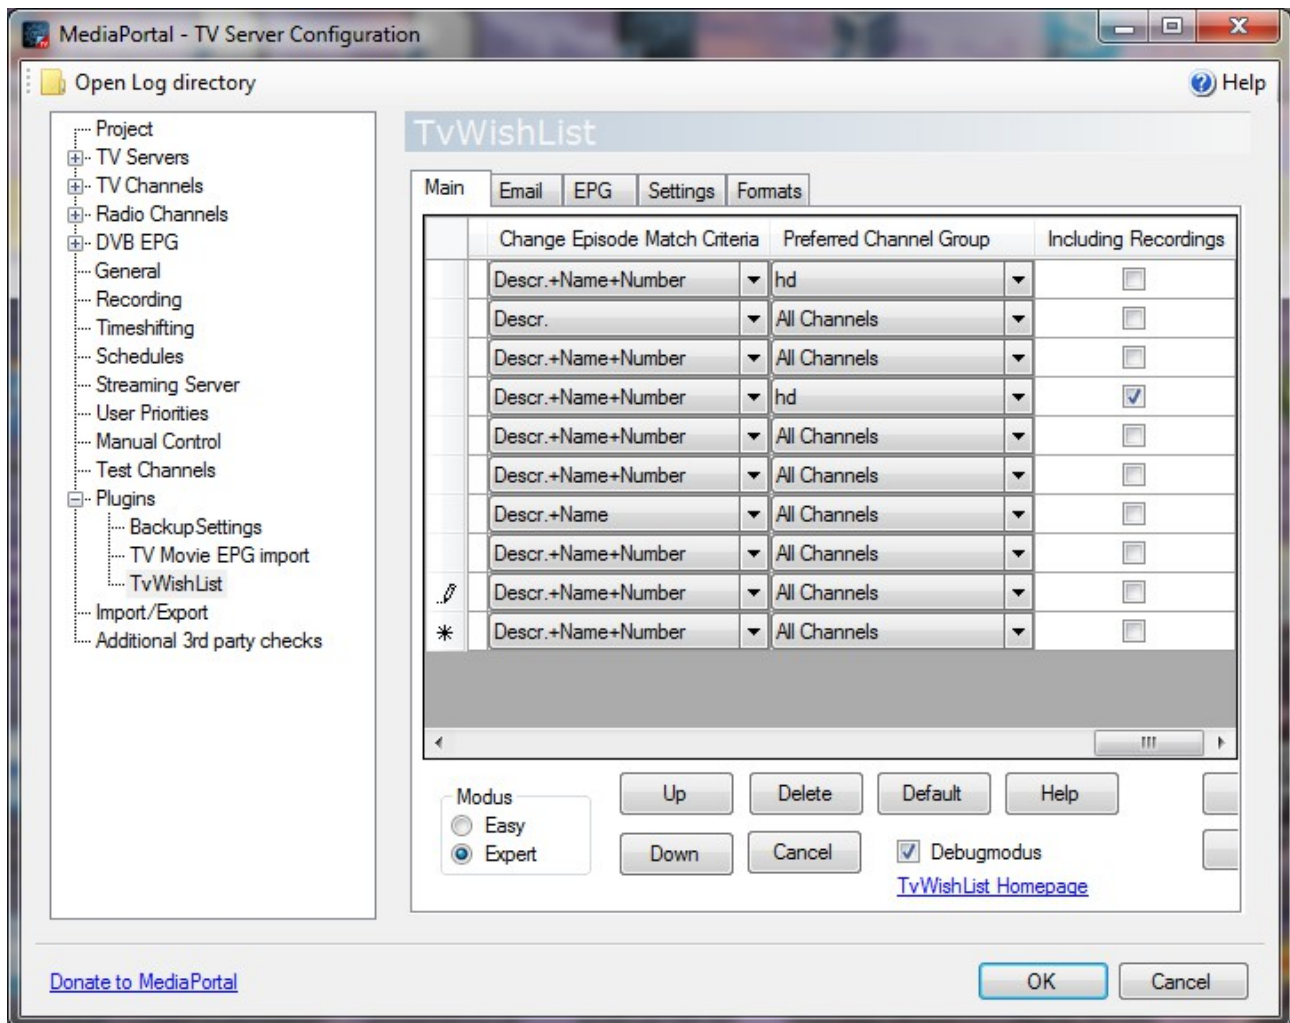 MediaPortal - TV Server Configuration
Open Log directory
Help
Project
TV Servers
TV Channels
Radio Channels
DVB EPG
General
Recording
Timeshifting
Schedules
Streaming Server
User Priorities
Manual Control
Test Channels
Plugins
BackupSettings
TV Movie EPG import
TvWishList
Import/Export
Additional 3rd party checks
TvWishList
Main Email EPG Settings Formats
Change Episode Match Criteria Preferred Channel Group Including Recordings
Descr.+Name+Number hd
Descr. All Channels
Descr.+Name+Number All Channels
Descr.+Name+Number hd
Descr.+Name+Number All Channels
Descr.+Name+Number All Channels
Descr.+Name All Channels
Descr.+Name+Number All Channels
Descr.+Name+Number All Channels
Descr.+Name+Number All Channels
Modus
Easy
Expert
Up Delete Default Help
Down Cancel Debugmodus
TvWishList Homepage
Donate to MediaPortal
OK Cancel